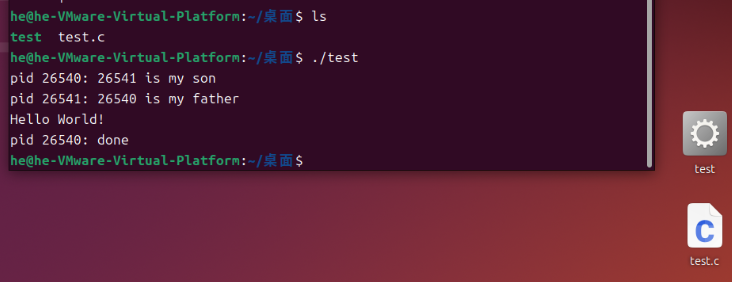 he@he-VMware-Virtual-Platform:~/桌面$ ls
test  test.c
he@he-VMware-Virtual-Platform:~/桌面$ ./test
pid 26540: 26541 is my son
pid 26541: 26540 is my father
Hello World!
pid 26540: done
he@he-VMware-Virtual-Platform:~/桌面$
test
C
test.c